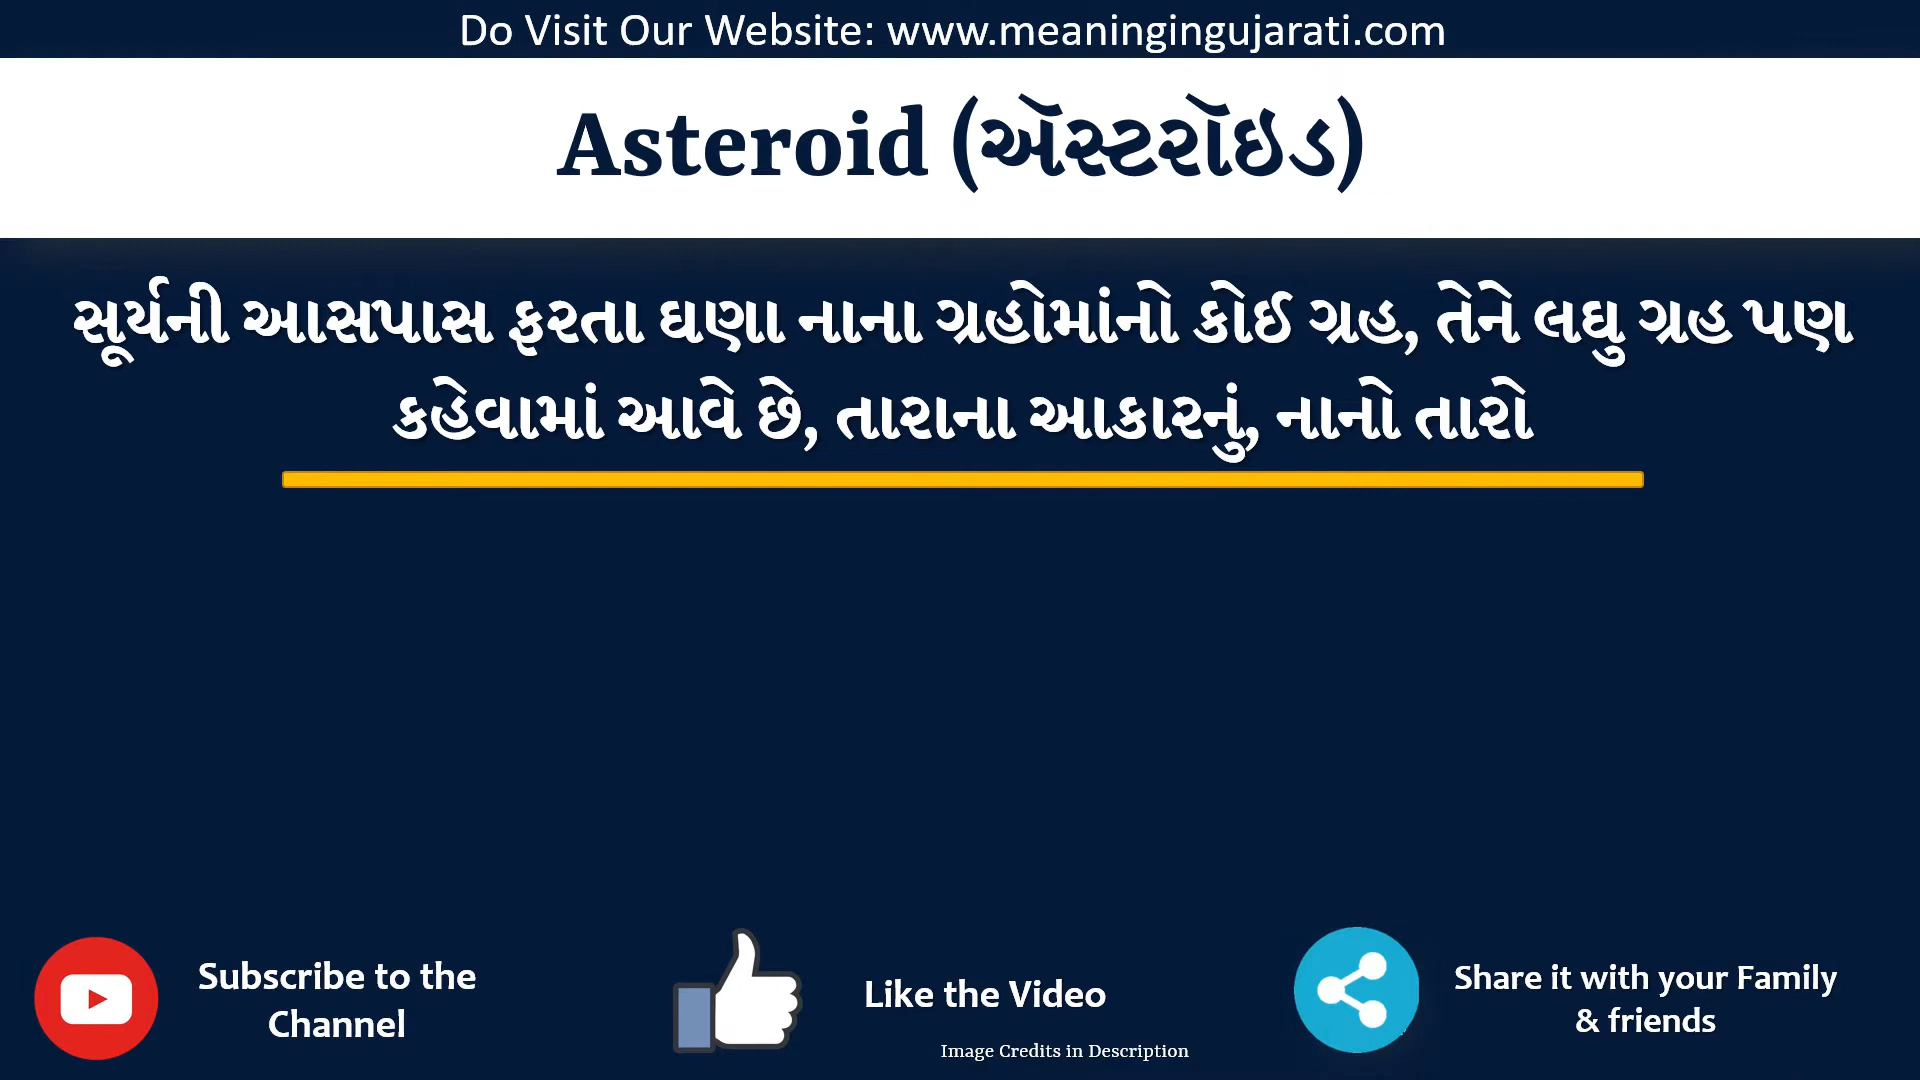 Do Visit Our Website: www.meaningingujarati.com
Asteroid (ઍસ્ટરૉઇડ)
સૂર્યની આસપાસ ફરતા ઘણા નાના ગ્રહોમાંનો કોઈ ગ્રહ, તેને લઘુ ગ્રહ પણ
કહેવામાં આવે છે, તારાના આકારનું, નાનો તારો
Subscribe to the
Channel
Like the Video
Share it with your Family
& friends
Image Credits in Description